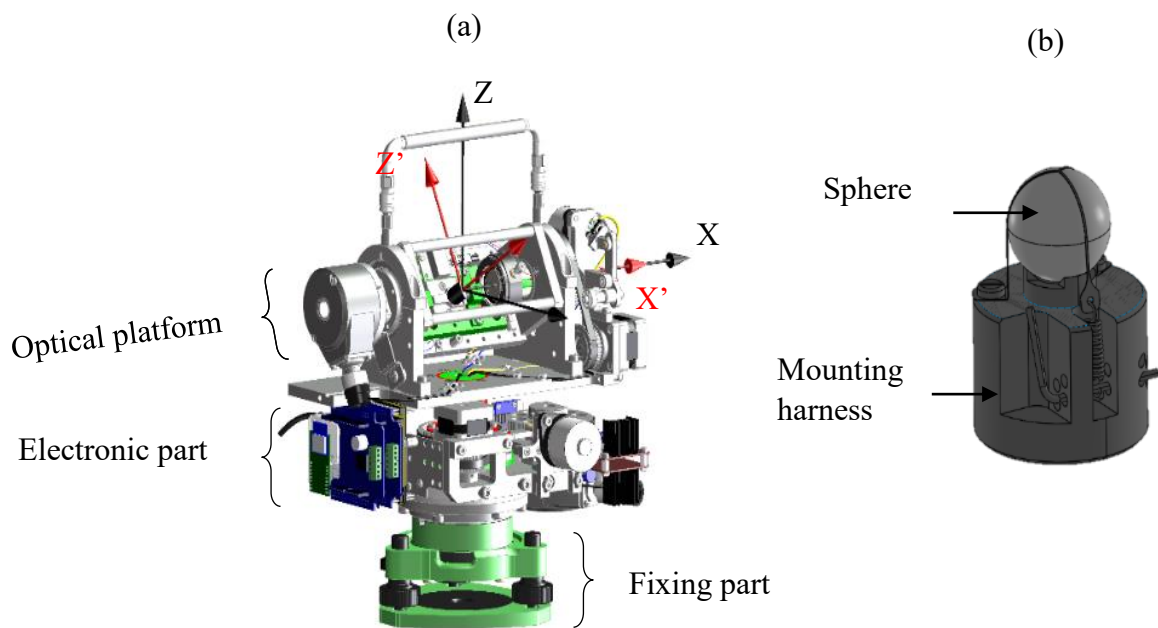 (a)
(b)
Z
Z’
Sphere
X
X’
Optical platform
Mounting
harness
Electronic part
Fixing part